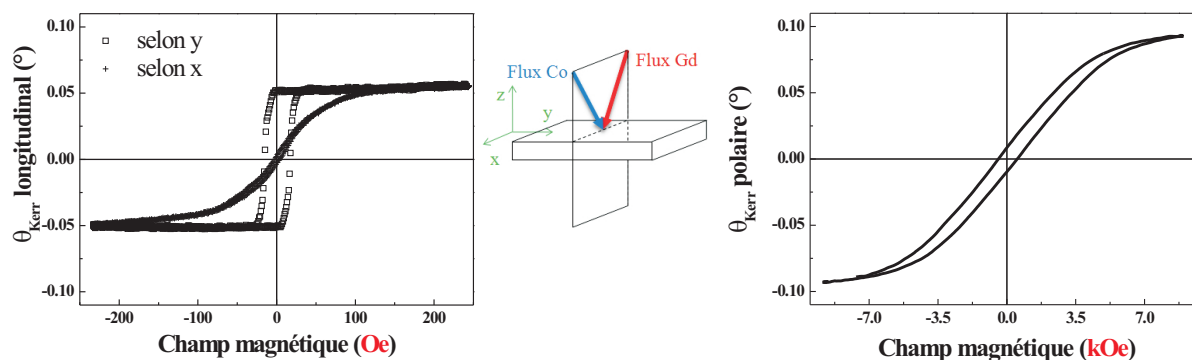 0.10
0.05
0.00
-0.05
-0.10
θKerr longitudinal (°)
□ selon y
+ selon x
-200 -100 0 100 200
Champ magnétique (Oe)
Flux Co
Flux Gd
z
y
x
0.10
0.05
0.00
-0.05
-0.10
θKerr polaire (°)
-7.0 -3.5 0.0 3.5 7.0
Champ magnétique (kOe)